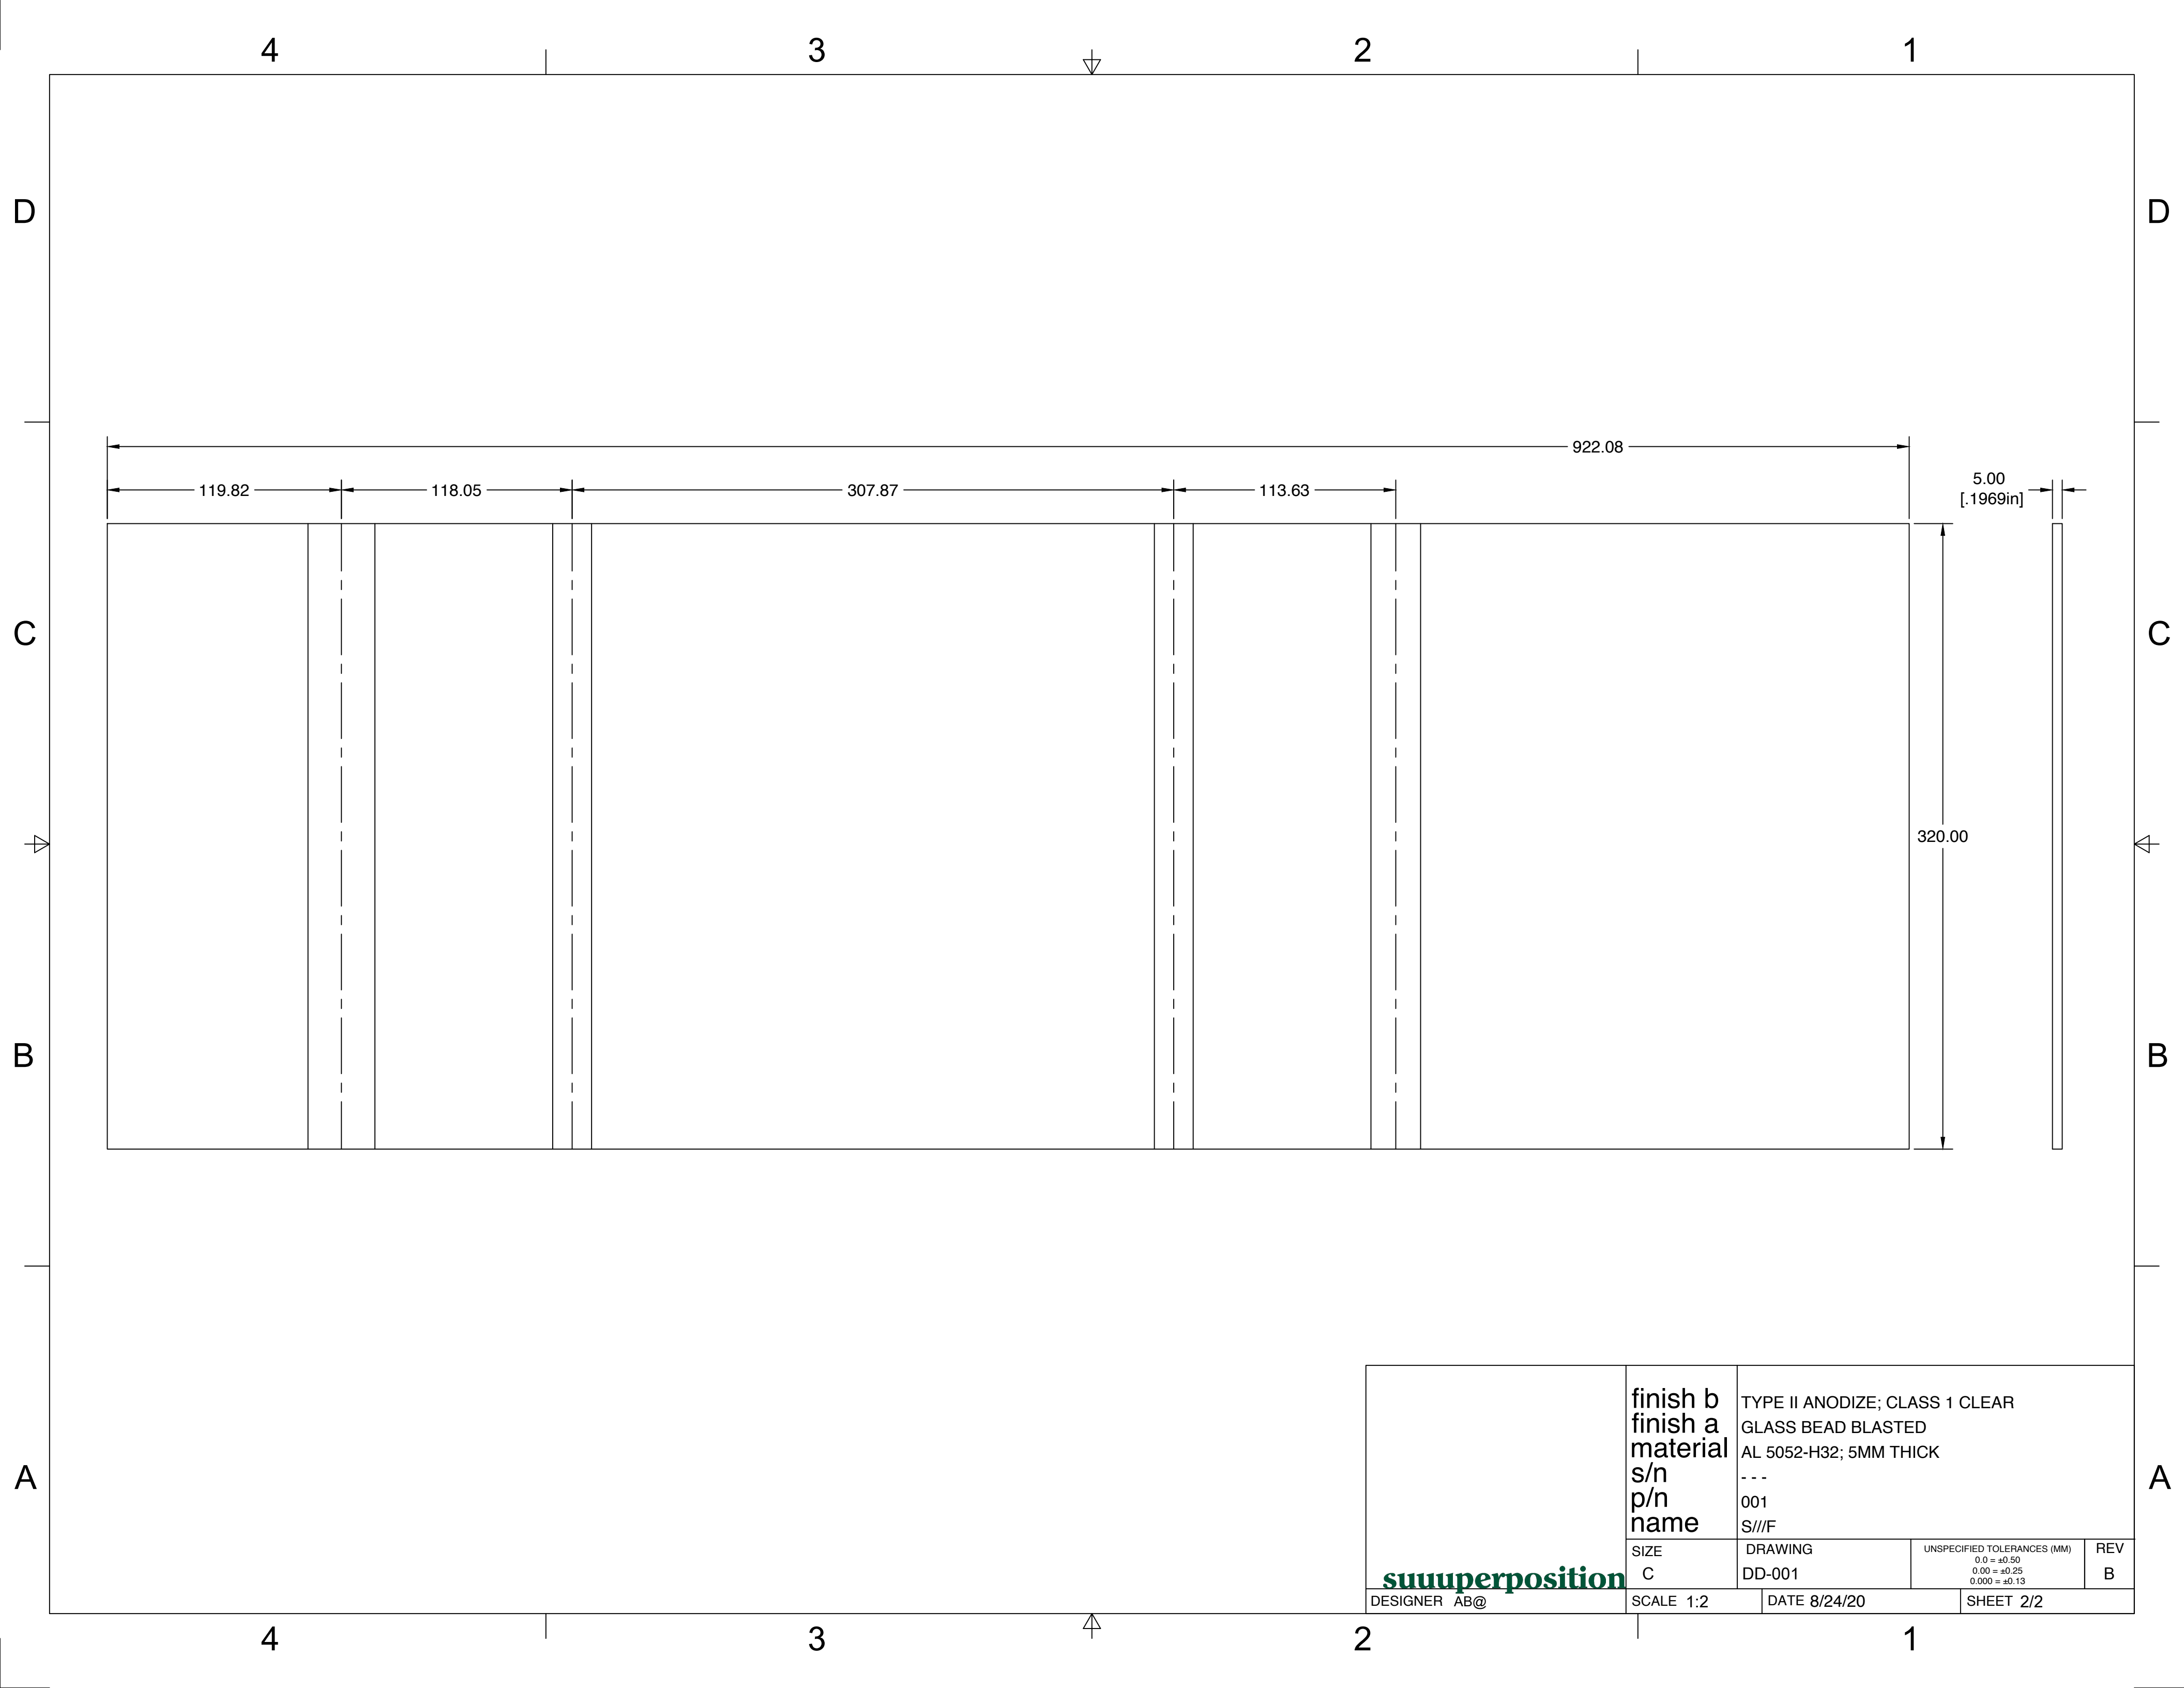 4 3 2 1
D D
922.08
119.82 118.05 307.87 113.63
5.00
[.1969in]
C C
320.00
B B
finish b TYPE II ANODIZE; CLASS 1 CLEAR
finish a GLASS BEAD BLASTED
material AL 5052-H32; 5MM THICK
A A
s/n - - -
p/n 001
name S///F
SIZE DRAWING UNSPECIFIED TOLERANCES (MM) REV
0.0 = ±0.50
C DD-001 0.00 = ±0.25 B
0.000 = ±0.13
suuuperposition
DESIGNER AB@ SCALE 1:2 DATE 8/24/20 SHEET 2/2
4 3 2 1